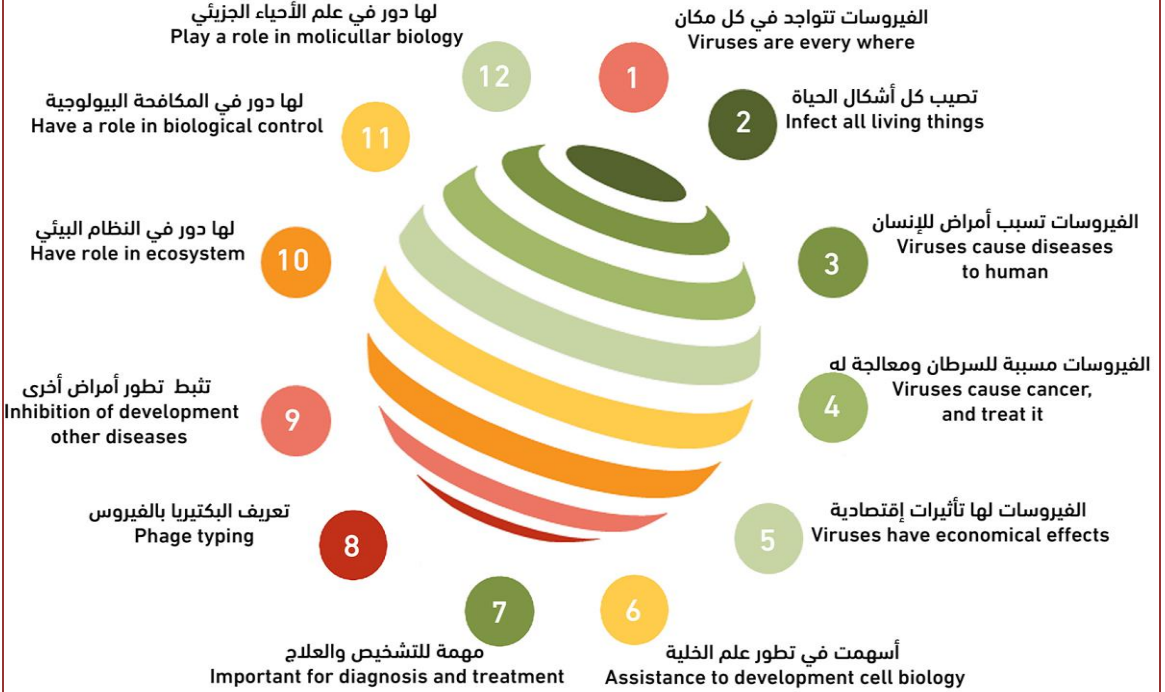 الفيروسات تتواجد في كل مكان
Viruses are every where
1
تصيب كل أشكال الحياة
Infect all living things
2
الفيروسات تسبب أمراض للإنسان
Viruses cause diseases
to human
3
الفيروسات مسببة للسرطان ومعالجة له
Viruses cause cancer,
and treat it
4
الفيروسات لها تأثيرات إقتصادية
Viruses have economical effects
5
6
أسهمت في تطور علم الخلية
Assistance to development cell biology
7
مهمة للتشخيص والعلاج
Important for diagnosis and treatment
تعريف البكتيريا بالفيروس
Phage typing
8
تثبط تطور أمراض أخرى
Inhibition of development
other diseases
9
لها دور في النظام البيئي
Have role in ecosystem
10
لها دور في المكافحة البيولوجية
Have a role in biological control
11
لها دور في علم الأحياء الجزيئي
Play a role in molicullar biology
12